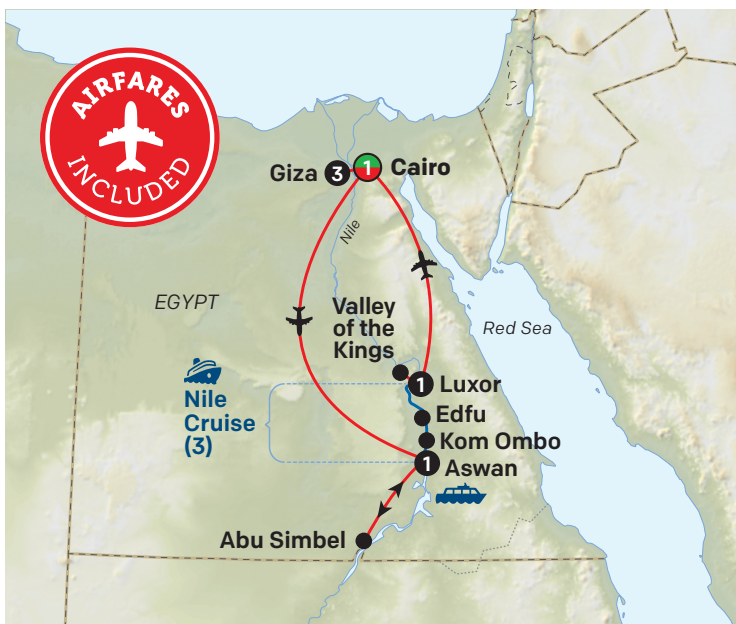 AIRFARES
INCLUDED
Giza 3
1 Cairo
Nile
EGYPT
Valley
of the
Kings
Red Sea
1 Luxor
Nile
Cruise
(3)
Edfu
Kom Ombo
1 Aswan
Abu Simbel